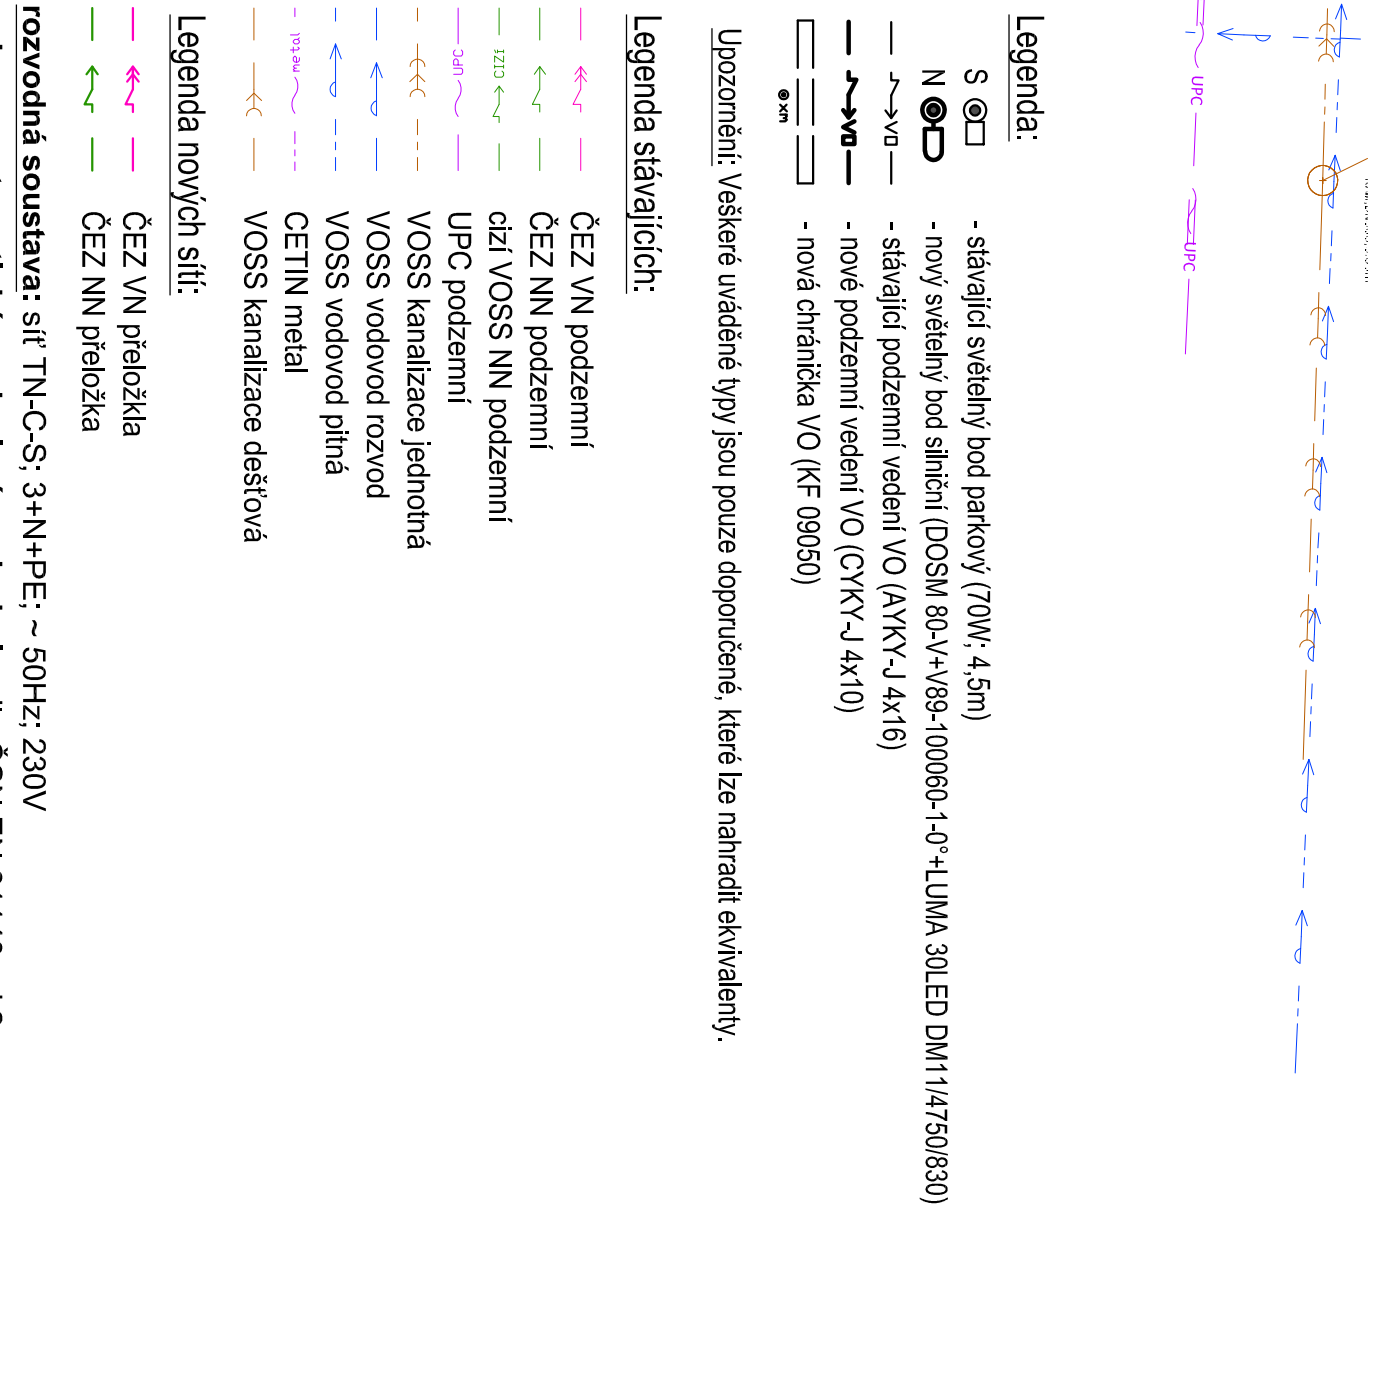 UPC
UPC
Legenda:
S - stávající světelný bod parkový (70W; 4,5m)
N - nový světelný bod silniční (DOSM 80-V+V89-100060-1-0°+LUMA 30LED DM11/4750/830)
- stávající podzemní vedení VO (AYKY-J 4x16)
- nové podzemní vedení VO (CYKY-J 4x10)
- nová chránička VO (KF 09050)
xm
Upozornění: Veškeré uváděné typy jsou pouze doporučené, které lze nahradit ekvivalenty.
Legenda stávajících:
ČEZ VN podzemní
ČEZ NN podzemní
CIZI cizí VOSS NN podzemní
UPC UPC podzemní
VOSS kanalizace jednotná
VOSS vodovod rozvod
VOSS vodovod pitná
metal CETIN metal
VOSS kanalizace dešťová
Legenda nových sítí:
ČEZ VN přeložkla
ČEZ NN přeložka
rozvodná soustava: síť TN-C-S; 3+N+PE; ~ 50Hz; 230V